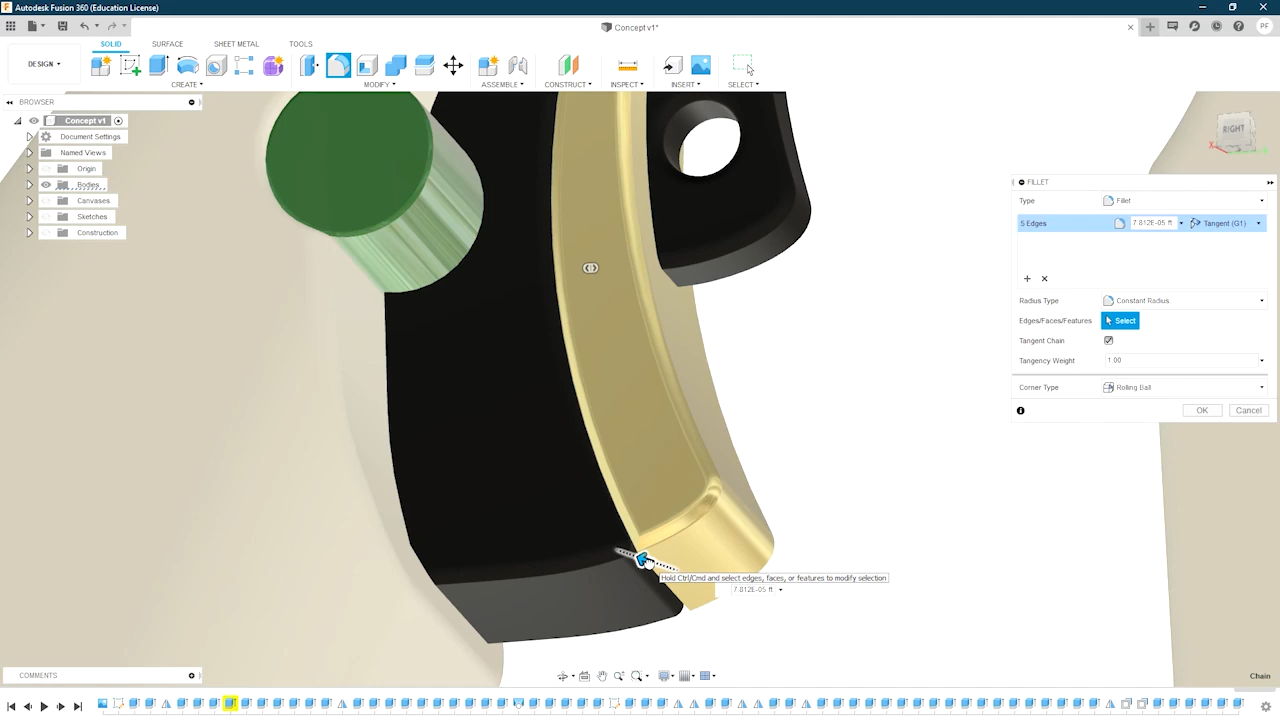 Autodesk Fusion 360 (Education License)
Concept v1*
PF
SOLID SURFACE SHEET METAL TOOLS
DESIGN
CREATE MODIFY ASSEMBLE CONSTRUCT INSPECT INSERT SELECT
BROWSER
Concept v1
Document Settings
Named Views
Origin
Bodies
Canvases
Sketches
Construction
RIGHT
FILLET
Type Fillet
5 Edges 7.812E-05 ft Tangent (G1)
Radius Type Constant Radius
Edges/Faces/Features Select
Tangent Chain
Tangency Weight 1.00
Corner Type Rolling Ball
OK Cancel
Hold Ctrl/Cmd and select edges, faces, or features to modify selection
7.812E-05 ft
COMMENTS
Chain